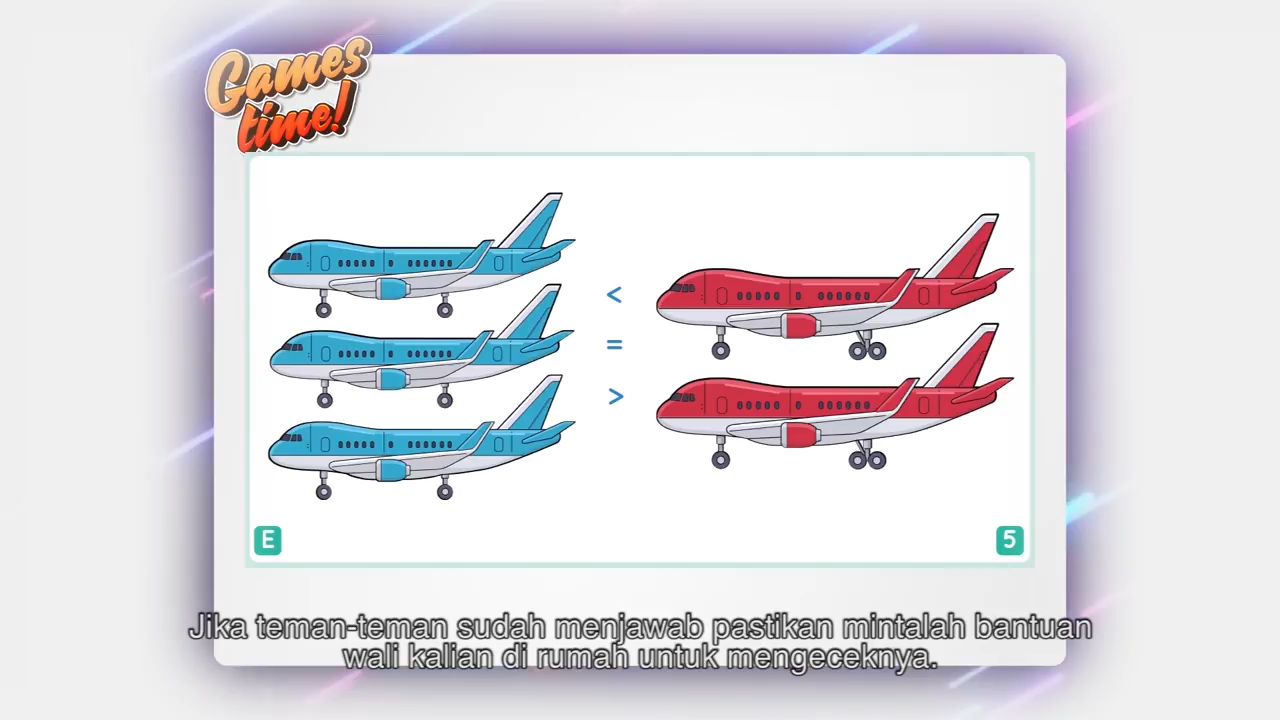 Games
time!
<
=
>
E
5
Jika teman-teman sudah menjawab pastikan mintalah bantuan
wali kalian di rumah untuk mengeceknya.